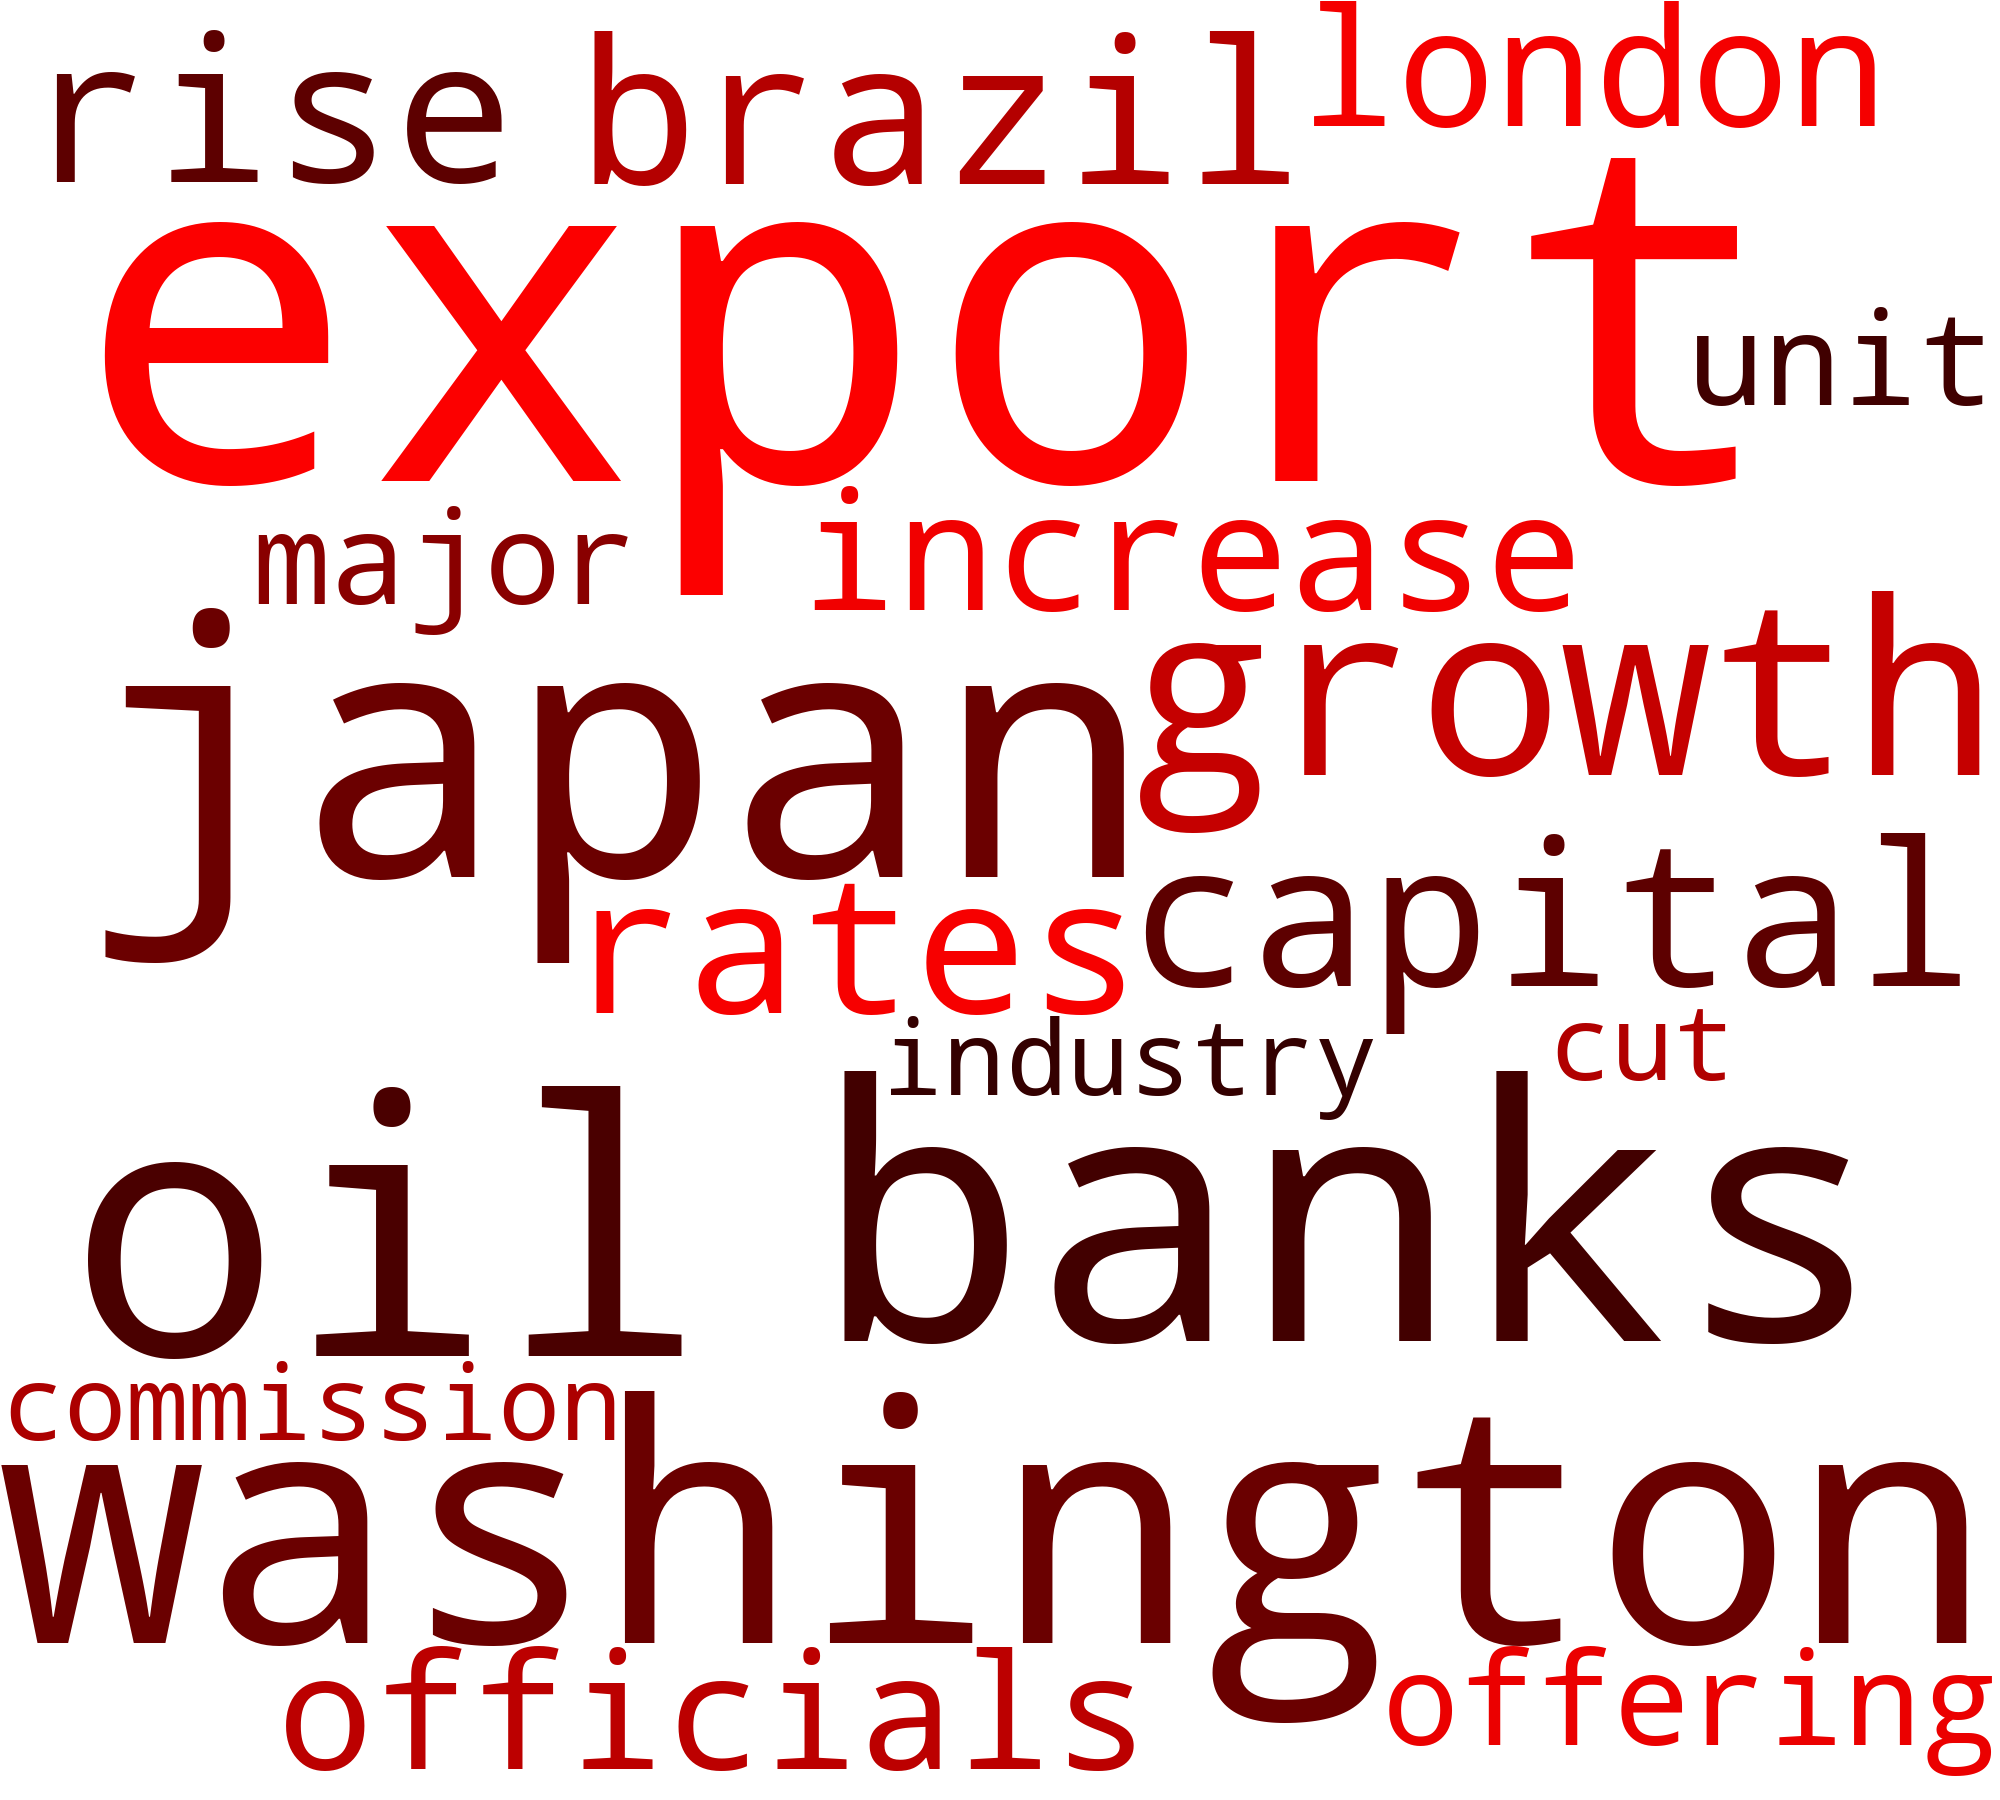 rise brazil london
export
unit
major increase
japan growth
rates capital
industry cut
oil banks
commission
washington
officials offering